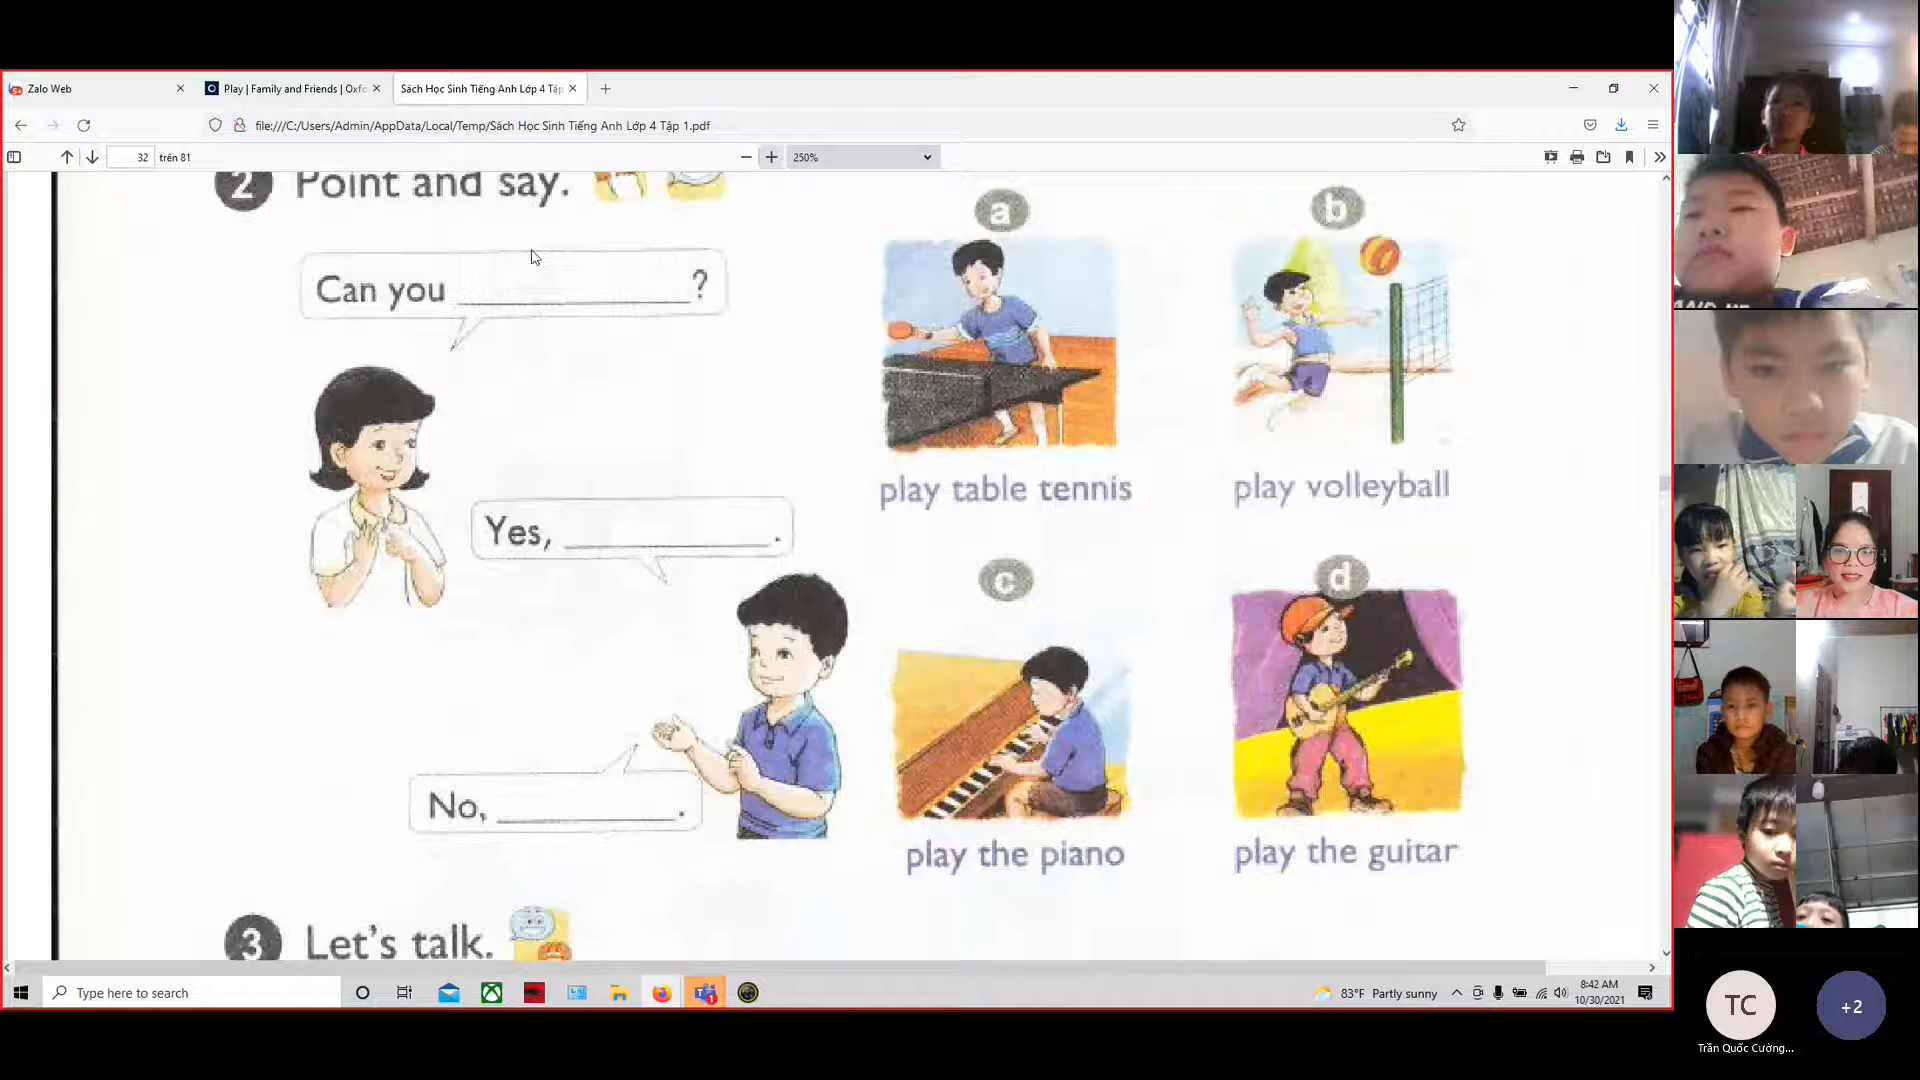 Zalo Web
Play | Family and Friends | Oxfo
Sách Học Sinh Tiếng Anh Lớp 4 Tập
file:///C:/Users/Admin/AppData/Local/Temp/Sách Học Sinh Tiếng Anh Lớp 4 Tập 1.pdf
32 trên 81
250%
2 Point and say.
Can you ____________?
Yes, ____________.
No, ____________.
a
play table tennis
b
play volleyball
c
play the piano
d
play the guitar
3 Let's talk.
Type here to search
83°F Partly sunny
8:42 AM
10/30/2021
TC
Trần Quốc Cường...
+2